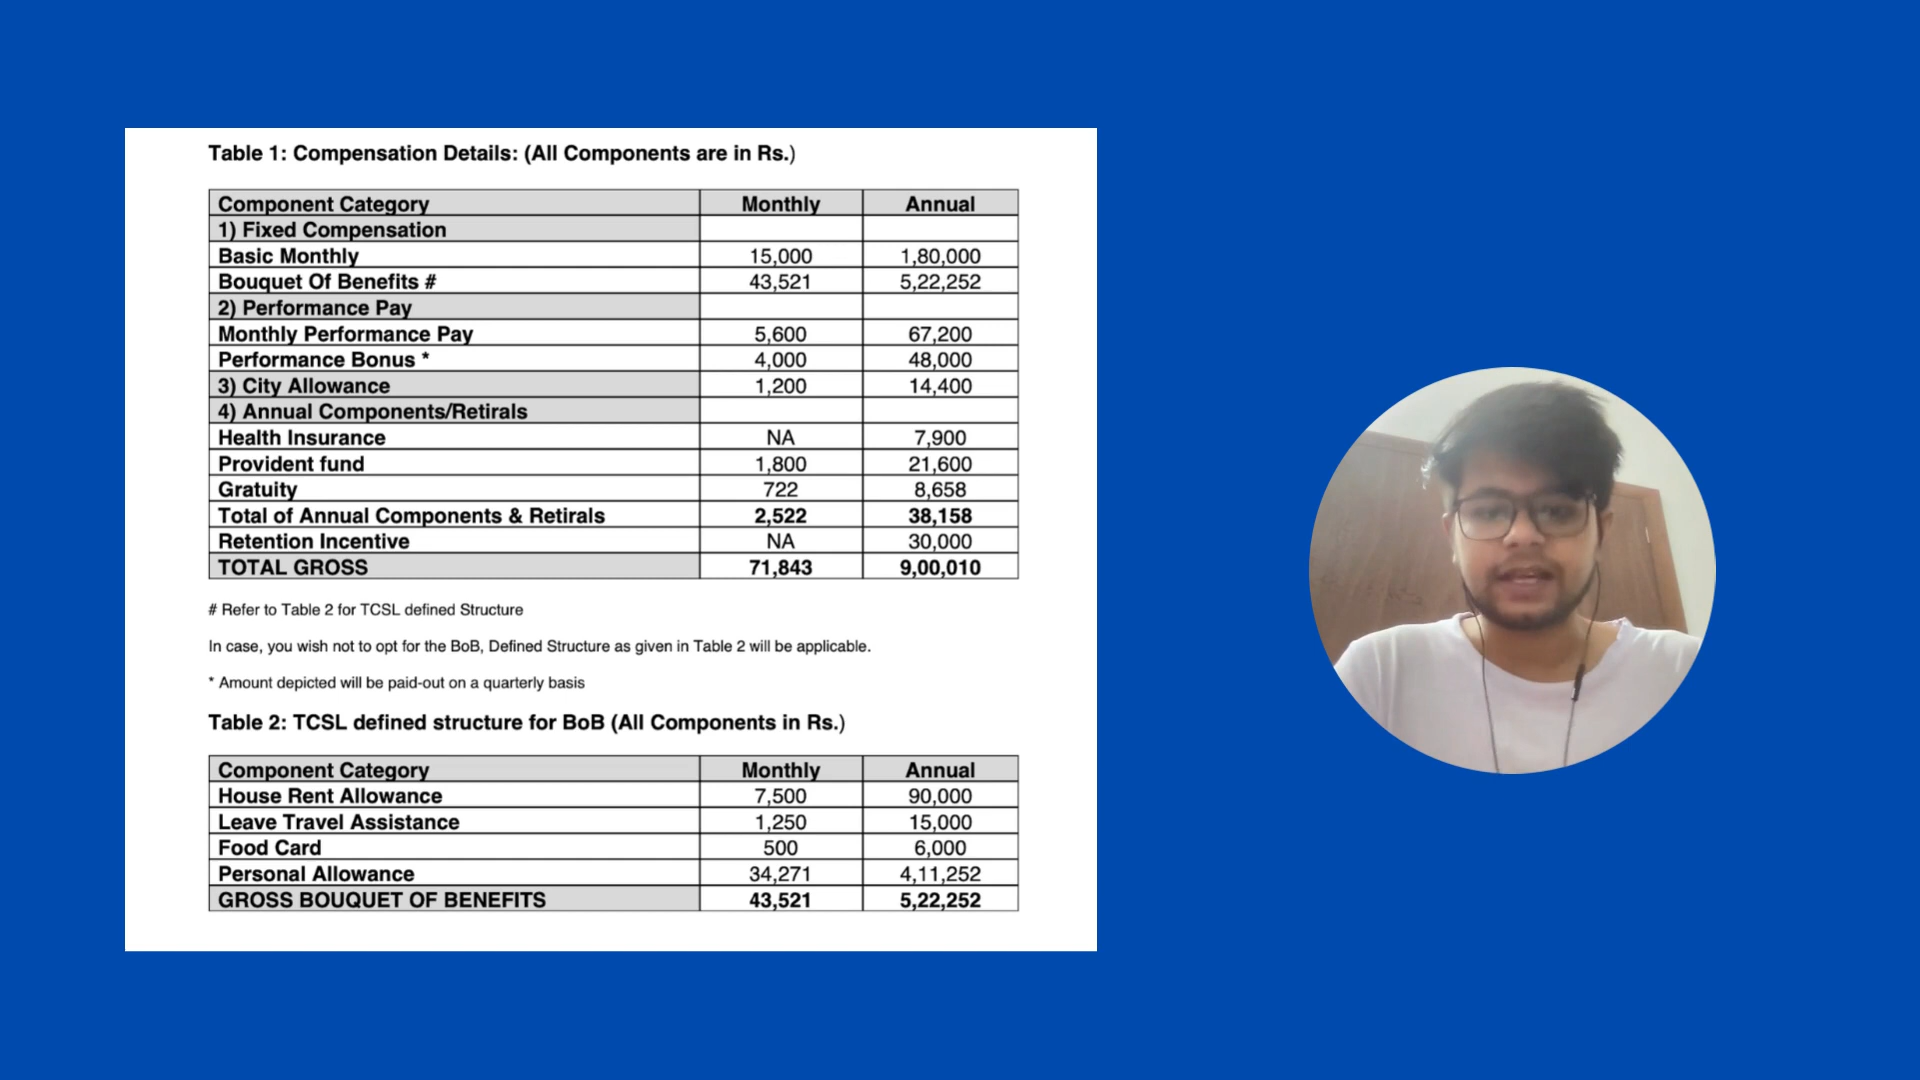 Table 1: Compensation Details: (All Components are in Rs.)
Component Category Monthly Annual
1) Fixed Compensation
Basic Monthly 15,000 1,80,000
Bouquet Of Benefits # 43,521 5,22,252
2) Performance Pay
Monthly Performance Pay 5,600 67,200
Performance Bonus * 4,000 48,000
3) City Allowance 1,200 14,400
4) Annual Components/Retirals
Health Insurance NA 7,900
Provident fund 1,800 21,600
Gratuity 722 8,658
Total of Annual Components & Retirals 2,522 38,158
Retention Incentive NA 30,000
TOTAL GROSS 71,843 9,00,010
# Refer to Table 2 for TCSL defined Structure
In case, you wish not to opt for the BoB, Defined Structure as given in Table 2 will be applicable.
* Amount depicted will be paid-out on a quarterly basis
Table 2: TCSL defined structure for BoB (All Components in Rs.)
Component Category Monthly Annual
House Rent Allowance 7,500 90,000
Leave Travel Assistance 1,250 15,000
Food Card 500 6,000
Personal Allowance 34,271 4,11,252
GROSS BOUQUET OF BENEFITS 43,521 5,22,252